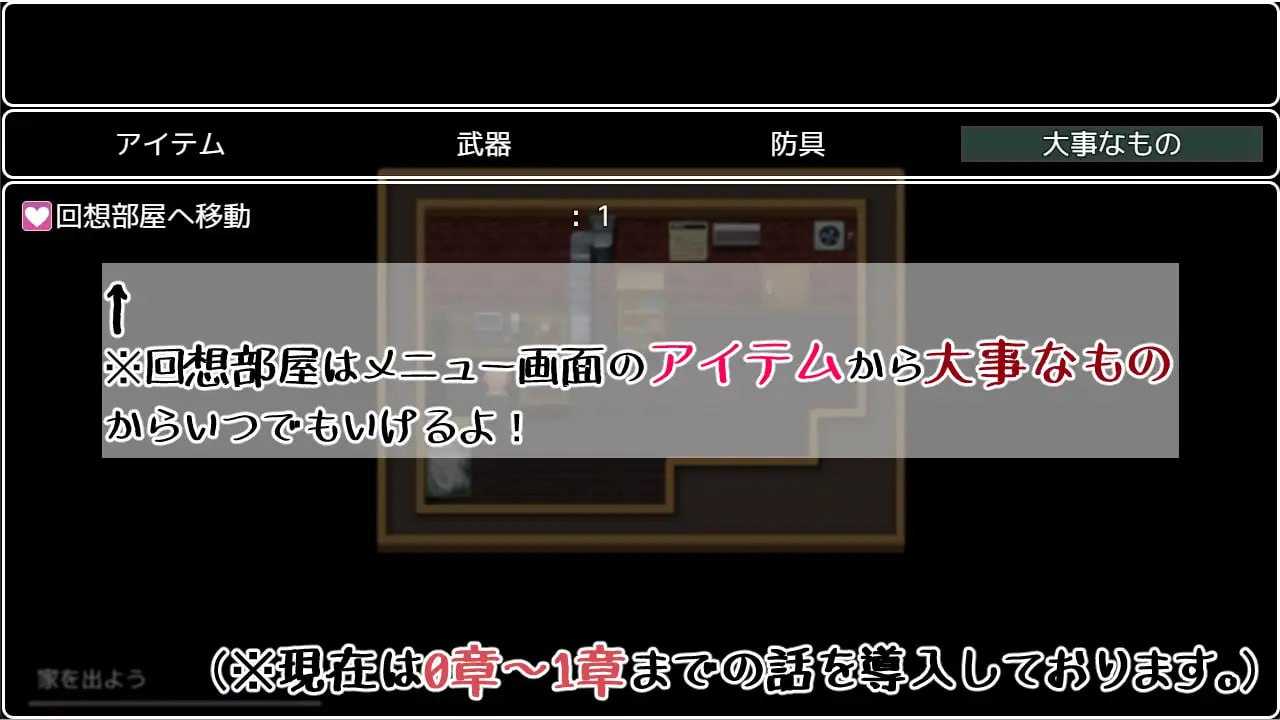 アイテム 武器 防具 大事なもの
回想部屋へ移動 : 1
↑
※回想部屋はメニュー画面のアイテムから大事なもの
からいつでもいけるよ！
家を出よう
(※現在は0章〜1章までの話を導入しております。)